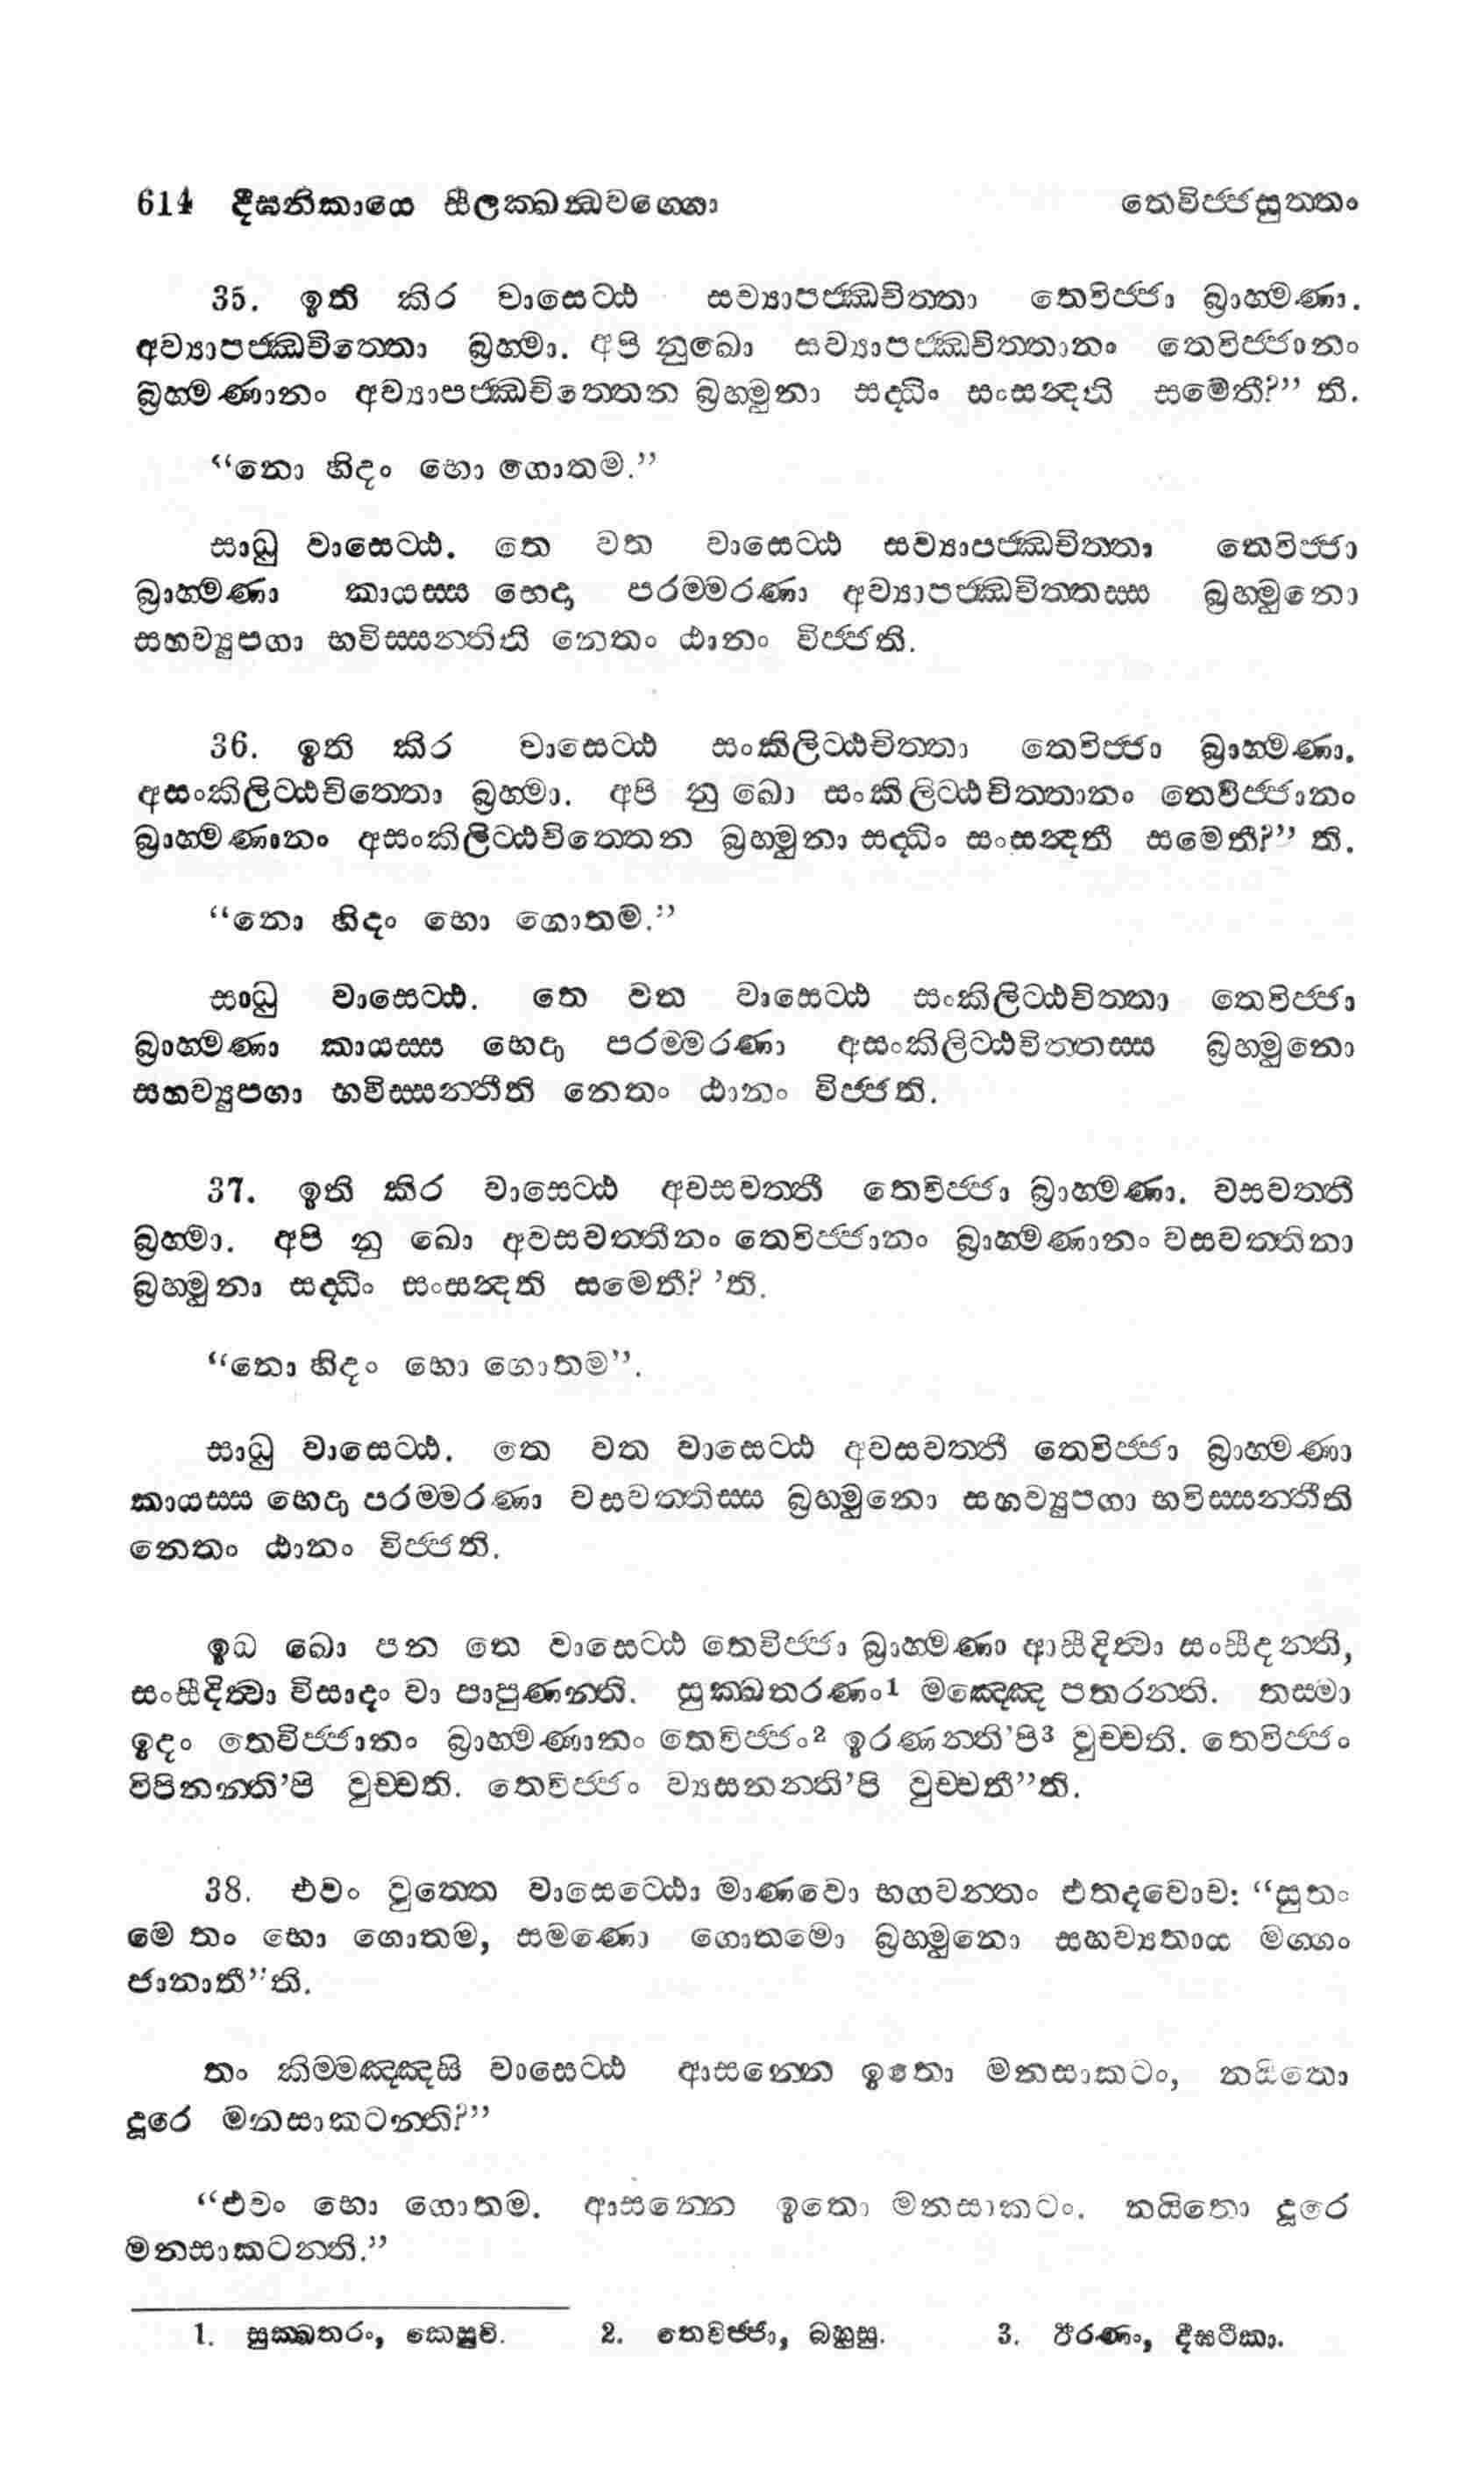 614 දීඝනිකායෙ සීලක්ඛන්ධවග්ගො තෙවිජ්ජසුත්තං
35. ඉති කිර වාසෙට්ඨ සව්‍යාපජ්ඣචිත්තා තෙවිජ්ජා බ්‍රාහ්මණා.
අව්‍යාපජ්ඣචිත්තො බ්‍රහ්මා. අපි නුඛො සව්‍යාපජ්ඣචිත්තානං තෙවිජ්ජානං
බ්‍රහ්මණානං අව්‍යාපජ්ඣචිත්තෙන බ්‍රහ්මුනා සද්ධිං සංසන්දති සමෙතී?” ති.
“නො හිදං භො ගොතම.”
සාධු වාසෙට්ඨ. තෙ වත වාසෙට්ඨ සව්‍යාපජ්ඣචිත්තා තෙවිජ්ජා
බ්‍රාහ්මණා කායස්ස භෙදා පරම්මරණා අව්‍යාපජ්ඣචිත්තස්ස බ්‍රහ්මුනො
සහව්‍යූපගා භවිස්සන්තිති නෙතං ඨානං විජ්ජති.
36. ඉති කිර වාසෙට්ඨ සංකිලිට්ඨචිත්තා තෙවිජ්ජා බ්‍රාහ්මණා.
අසංකිලිට්ඨචිත්තො බ්‍රහ්මා. අපි නු ඛො සංකිලිට්ඨචිත්තානං තෙවිජ්ජානං
බ්‍රාහ්මණානං අසංකිලිට්ඨචිත්තෙන බ්‍රහ්මුනා සද්ධිං සංසන්දතී සමෙතී?” ති.
“නො හිදං භො ගොතම.”
සාධු වාසෙට්ඨ. තෙ වත වාසෙට්ඨ සංකිලිට්ඨචිත්තා තෙවිජ්ජා
බ්‍රාහ්මණා කායස්ස භෙදා පරම්මරණා අසංකිලිට්ඨචිත්තස්ස බ්‍රහ්මුනො
සහව්‍යූපගා භවිස්සන්තීති නෙතං ඨානං විජ්ජති.
37. ඉති කිර වාසෙට්ඨ අවසවත්තී තෙවිජ්ජා බ්‍රාහ්මණා. වසවත්තී
බ්‍රහ්මා. අපි නු ඛො අවසවත්තීනං තෙවිජ්ජානං බ්‍රාහ්මණානං වසවත්තිනා
බ්‍රහ්මුනා සද්ධිං සංසන්දති සමෙතී? ’ති.
“නො හිදං භො ගොතම”.
සාධු වාසෙට්ඨ. තෙ වත වාසෙට්ඨ අවසවත්තී තෙවිජ්ජා බ්‍රාහ්මණා
කායස්ස භෙදා පරම්මරණා වසවත්තිස්ස බ්‍රහ්මුනො සහව්‍යූපගා භවිස්සන්තීති
නෙතං ඨානං විජ්ජති.
ඉධ ඛො පන තෙ වාසෙට්ඨ තෙවිජ්ජා බ්‍රාහ්මණා ආසීදිත්වා සංසීදන්ති,
සංසීදිත්වා විසාදං වා පාපුණන්ති. සුක්ඛතරණං¹ මඤ්ඤෙ පතරන්ති. තස්මා
ඉදං තෙවිජ්ජානං බ්‍රාහ්මණානං තෙවිජ්ජං² ඉරණන්ති’පි³ වුච්චති. තෙවිජ්ජං
විපිනන්ති’පි වුච්චති. තෙවිජ්ජං ව්‍යසනන්ති’පි වුච්චතී”ති.
38. එවං වුත්තෙ වාසෙට්ඨො මාණවො භගවන්තං එතදවොච: “සුතං
මෙ තං භො ගොතම, සමණො ගොතමො බ්‍රහ්මුනො සහව්‍යතාය මග්ගං
ජානාතී”ති.
තං කිම්මඤ්ඤසි වාසෙට්ඨ ආසන්නෙ ඉතො මනසාකටං, නයිතො
දූරෙ මනසාකටන්ති?”
“එවං භො ගොතම. ආසන්නෙ ඉතො මනසාකටං. නයිතො දූරෙ
මනසාකටන්ති.”
1. සුක්ඛතරං, කෙසුචි. 2. තෙවිජ්ජා, බහුසු. 3. ඊරණං, දීඝටීකා.